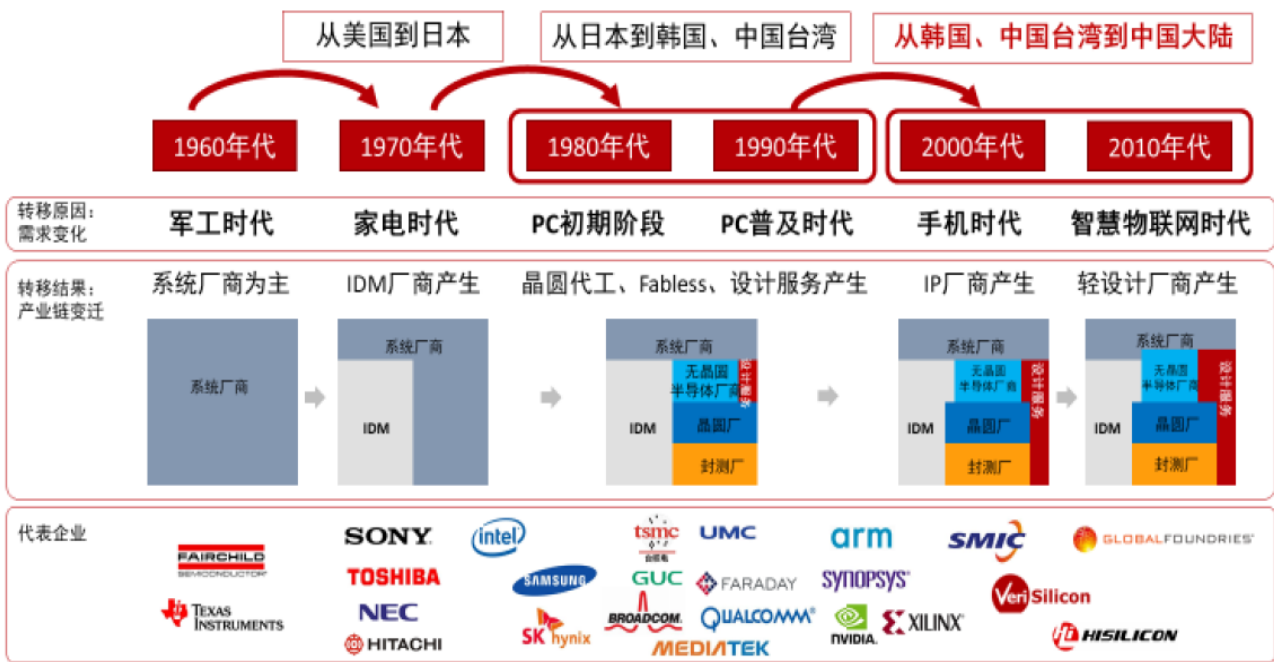 从美国到日本
从日本到韩国、中国台湾
从韩国、中国台湾到中国大陆
1960年代
1970年代
1980年代
1990年代
2000年代
2010年代
转移原因：
需求变化
军工时代
家电时代
PC初期阶段
PC普及时代
手机时代
智慧物联网时代
转移结果：
产业链变迁
系统厂商为主
IDM厂商产生
晶圆代工、Fabless、设计服务产生
IP厂商产生
轻设计厂商产生
系统厂商
系统厂商
IDM
系统厂商
无晶圆
半导体厂商
设计服务
IDM
晶圆厂
封测厂
系统厂商
无晶圆
半导体厂商
设计服务
IDM
晶圆厂
封测厂
系统厂商
无晶圆
半导体厂商
设计服务
IDM
晶圆厂
封测厂
代表企业
FAIRCHILD
SEMICONDUCTOR
TEXAS
INSTRUMENTS
SONY
TOSHIBA
NEC
HITACHI
intel
SAMSUNG
SK hynix
tsmc
台积电
UMC
GUC
FARADAY
BROADCOM.
QUALCOMM®
MEDIATEK
arm
SYNOPSYS®
NVIDIA.
XILINX®
SMIC
VeriSilicon
GLOBALFOUNDRIES®
HISILICON